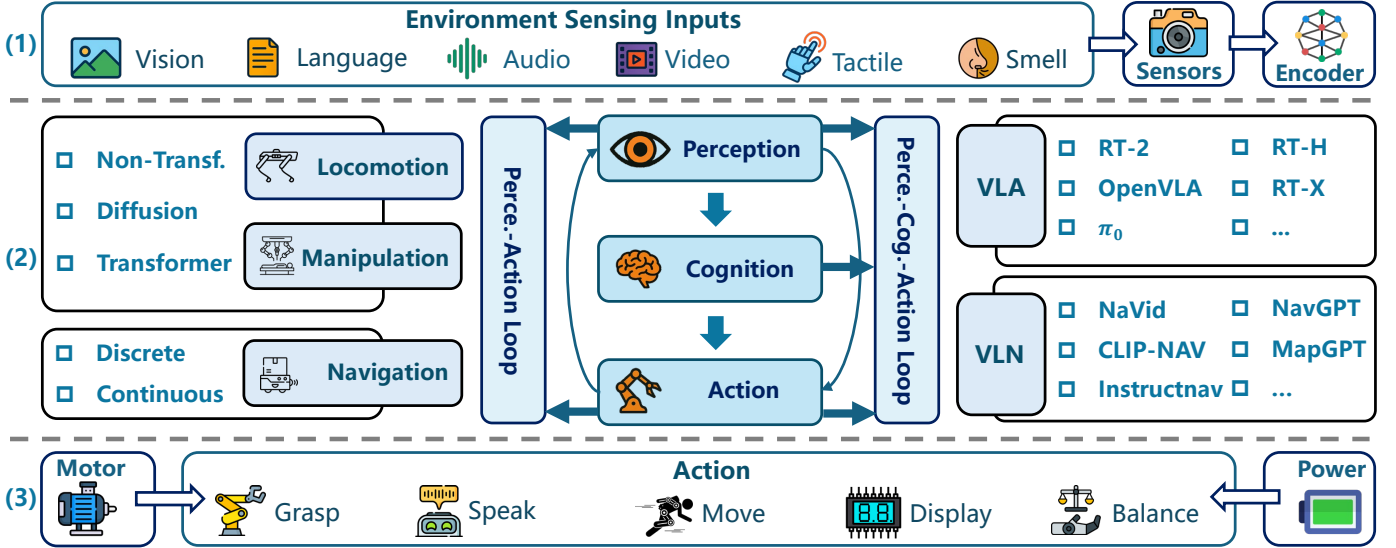 (1)
Environment Sensing Inputs
Vision
Language
Audio
Video
Tactile
Smell
Sensors
Encoder
(2)
Non-Transf.
Diffusion
Transformer
Locomotion
Manipulation
Discrete
Continuous
Navigation
Perce.-Action Loop
Perception
Cognition
Action
Perce.-Cog.-Action Loop
VLA
RT-2
RT-H
OpenVLA
RT-X
π₀
...
VLN
NaVid
NavGPT
CLIP-NAV
MapGPT
Instructnav
...
(3)
Motor
Action
Grasp
Speak
Move
8.8.
Display
Balance
Power